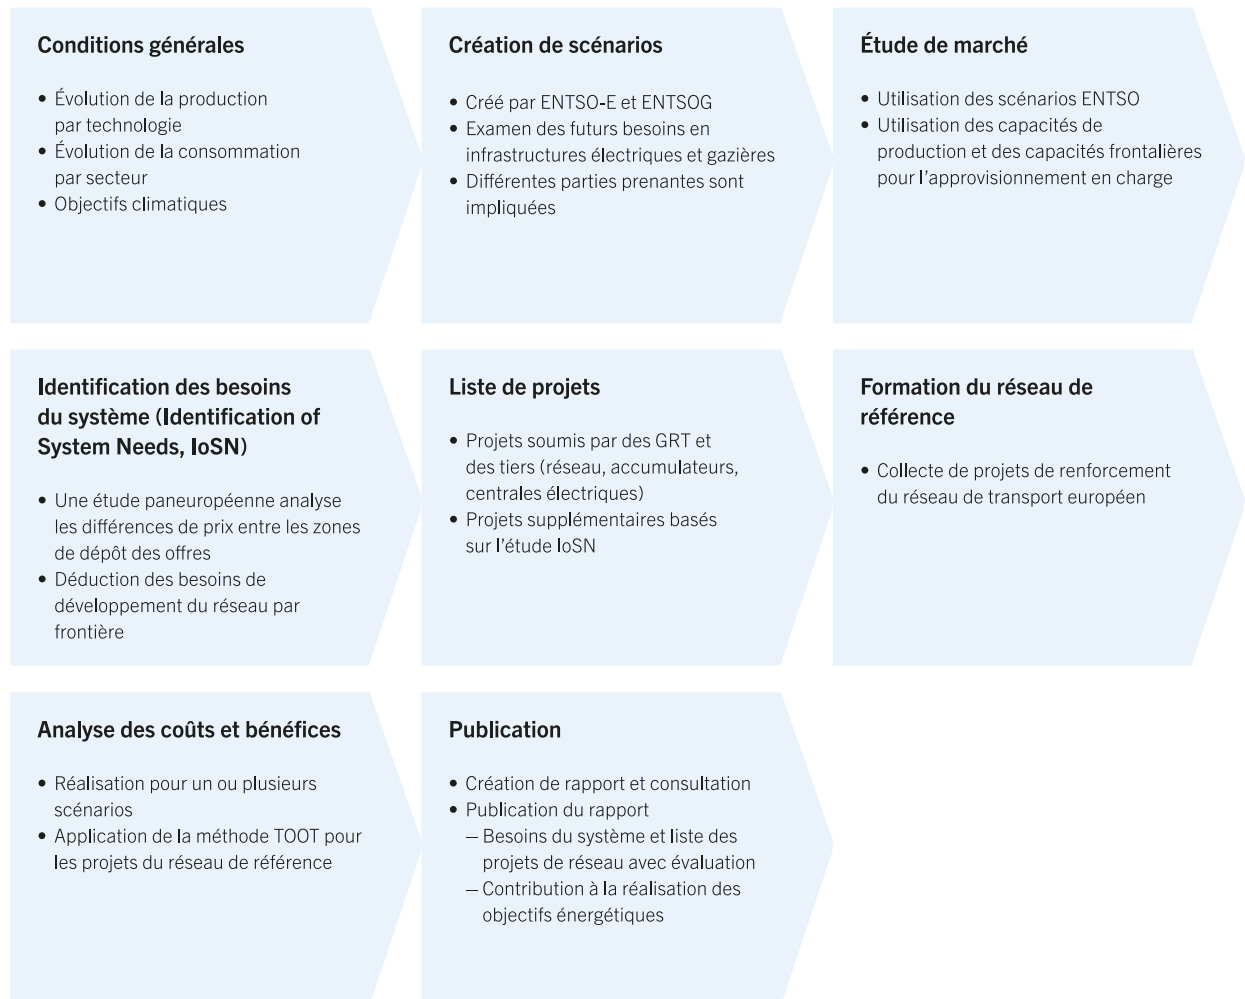 Conditions générales
• Évolution de la production
par technologie
• Évolution de la consommation
par secteur
• Objectifs climatiques
Création de scénarios
• Créé par ENTSO-E et ENTSOG
• Examen des futurs besoins en
infrastructures électriques et gazières
• Différentes parties prenantes sont
impliquées
Étude de marché
• Utilisation des scénarios ENTSO
• Utilisation des capacités de
production et des capacités frontalières
pour l’approvisionnement en charge
Identification des besoins
du système (Identification of
System Needs, IoSN)
• Une étude paneuropéenne analyse
les différences de prix entre les zones
de dépôt des offres
• Déduction des besoins de
développement du réseau par
frontière
Liste de projets
• Projets soumis par des GRT et
des tiers (réseau, accumulateurs,
centrales électriques)
• Projets supplémentaires basés
sur l’étude IoSN
Formation du réseau de
référence
• Collecte de projets de renforcement
du réseau de transport européen
Analyse des coûts et bénéfices
• Réalisation pour un ou plusieurs
scénarios
• Application de la méthode TOOT pour
les projets du réseau de référence
Publication
• Création de rapport et consultation
• Publication du rapport
– Besoins du système et liste des
projets de réseau avec évaluation
– Contribution à la réalisation des
objectifs énergétiques